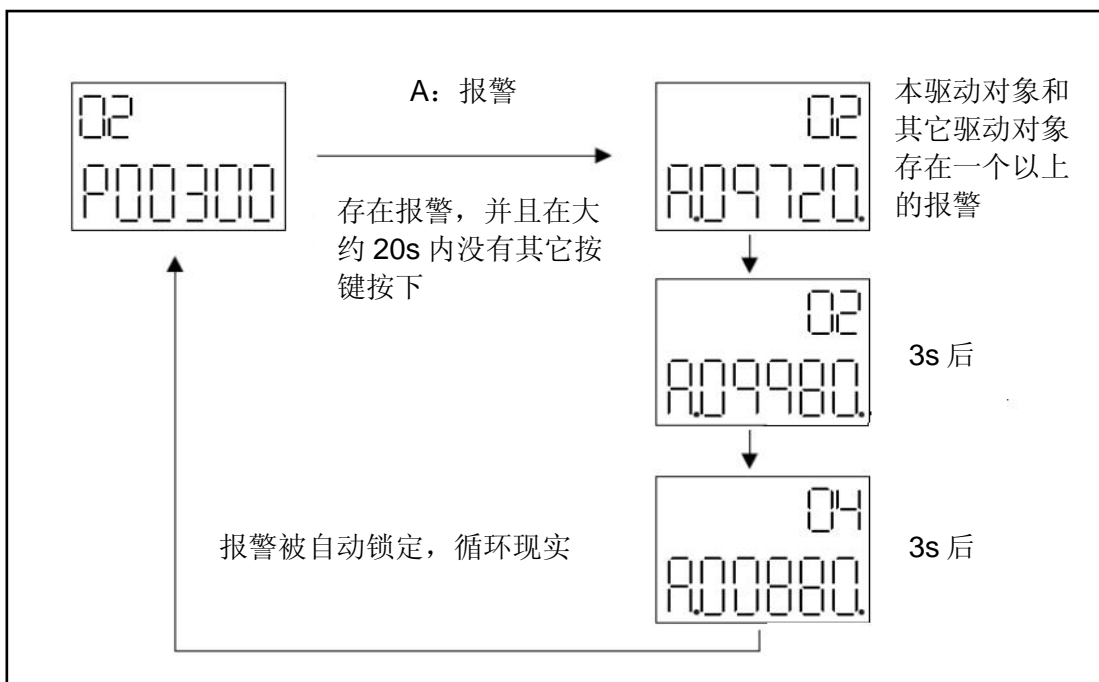 02
P00300
A：报警
存在报警，并且在大
约 20s 内没有其它按
键按下
02
A.09720.
本驱动对象和
其它驱动对象
存在一个以上
的报警
02
A.09980.
3s 后
04
A.00880.
3s 后
报警被自动锁定，循环现实